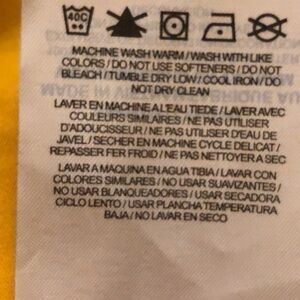 40C
MACHINE WASH WARM / WASH WITH LIKE
COLORS / DO NOT USE SOFTENERS / DO NOT
BLEACH / TUMBLE DRY LOW / COOL IRON / DO
NOT DRY CLEAN
LAVER EN MACHINE A L'EAU TIEDE / LAVER AVEC
COULEURS SIMILAIRES / NE PAS UTILISER
D'ADOUCISSEUR / NE PAS UTILISER D'EAU DE
JAVEL / SECHER EN MACHINE CYCLE DELICAT /
REPASSER FER FROID / NE PAS NETTOYER A SEC
LAVAR A MAQUINA EN AGUA TIBIA / LAVAR CON
COLORES SIMILARES / NO USAR SUAVIZANTES /
NO USAR BLANQUEADORES / USAR SECADORA
CICLO LENTO / USAR PLANCHA TEMPERATURA
BAJA / NO LAVAR EN SECO